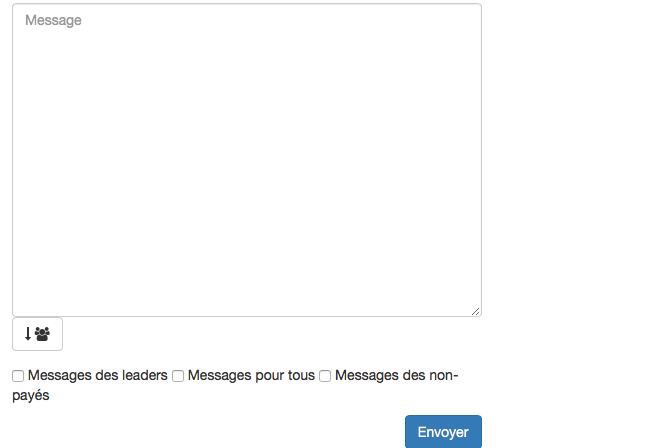 Message
Messages des leaders Messages pour tous Messages des non-
payés
Envoyer